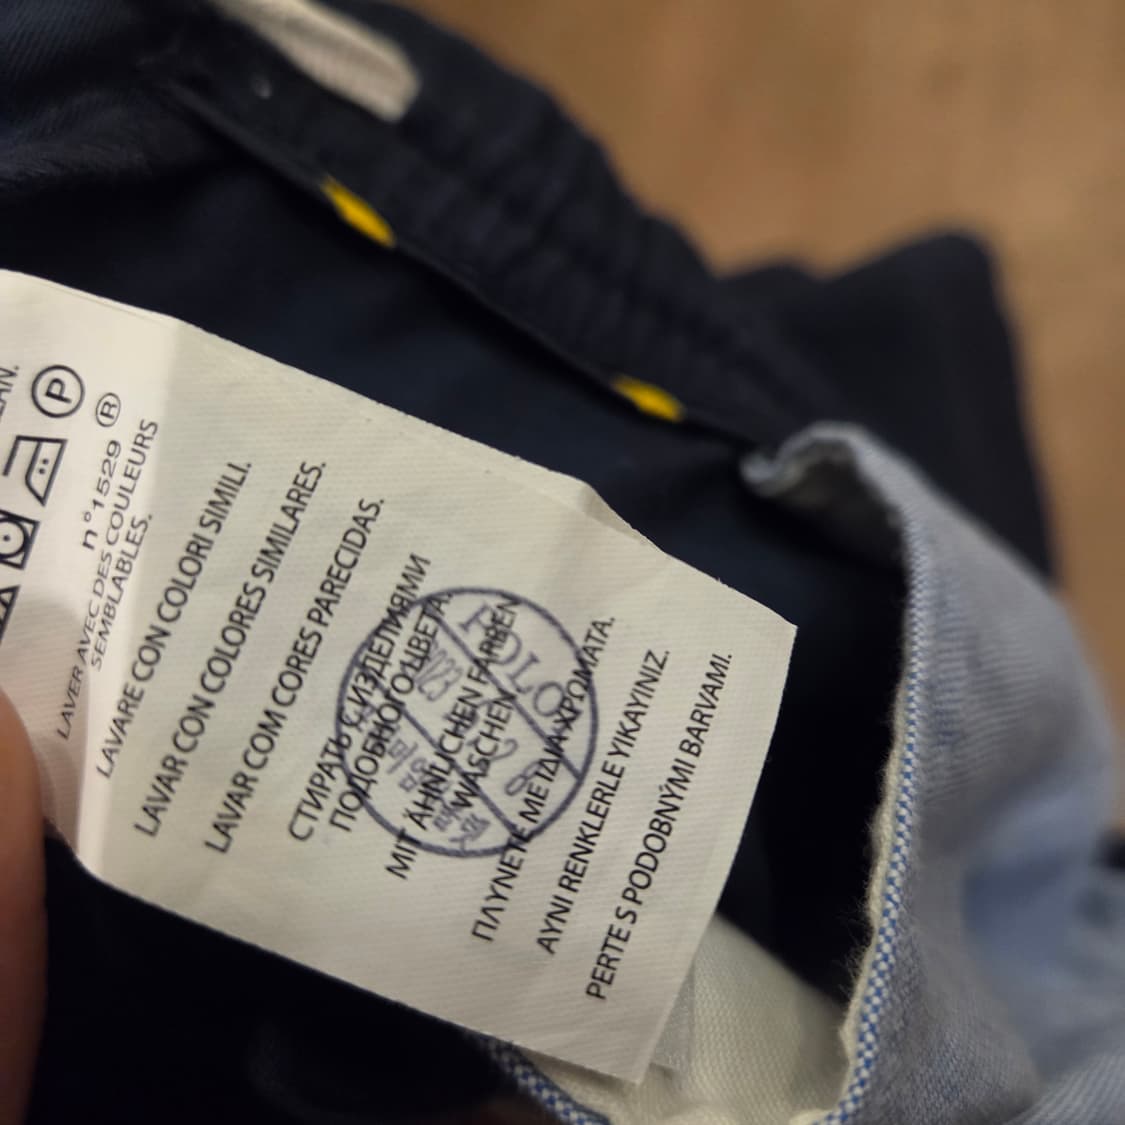 P
n°1529 ®
LAVER AVEC DES COULEURS
SEMBLABLES.
LAVARE CON COLORI SIMILI.
LAVAR CON COLORES SIMILARES.
LAVAR COM CORES PARECIDAS.
СТИРАТЬ С ИЗДЕЛИЯМИ
ПОДОБНОГО ЦВЕТА.
MIT ÄHNLICHEN FARBEN
WASCHEN.
ΠΛΥΝΕΤΕ ΜΕ ΙΔΙΑ ΧΡΩΜΑΤΑ.
AYNI RENKLERLE YIKAYINIZ.
PERTE S PODOBNÝMI BARVAMI.
POLO